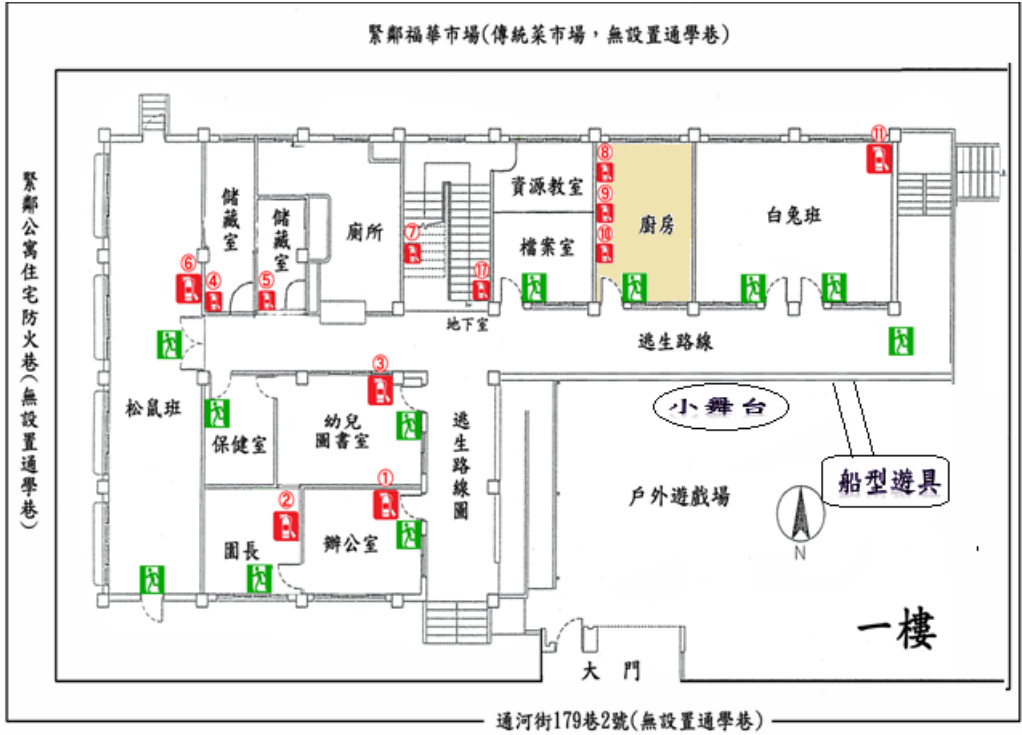 緊鄰福華市場(傳統菜市場，無設置通學巷)
緊鄰公寓住宅防火巷(無設置通學巷)
⑪
⑧
⑨
⑩
資源教室
廚房
白兔班
儲藏室
儲藏室
廁所
⑦
檔案室
⑥
④
⑤
⑰
地下室
逃生路線
上
③
松鼠班
保健室
幼兒
圖書室
逃生路線圖
小舞台
船型遊具
①
②
園長
辦公室
戶外遊戲場
N
一樓
大門
通河街179巷2號(無設置通學巷)